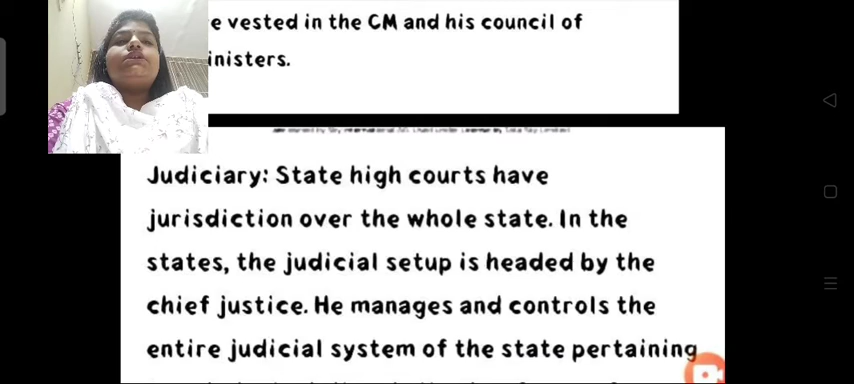 e vested in the CM and his council of
inisters.
Judiciary: State high courts have
jurisdiction over the whole state. In the
states, the judicial setup is headed by the
chief justice. He manages and controls the
entire judicial system of the state pertaining